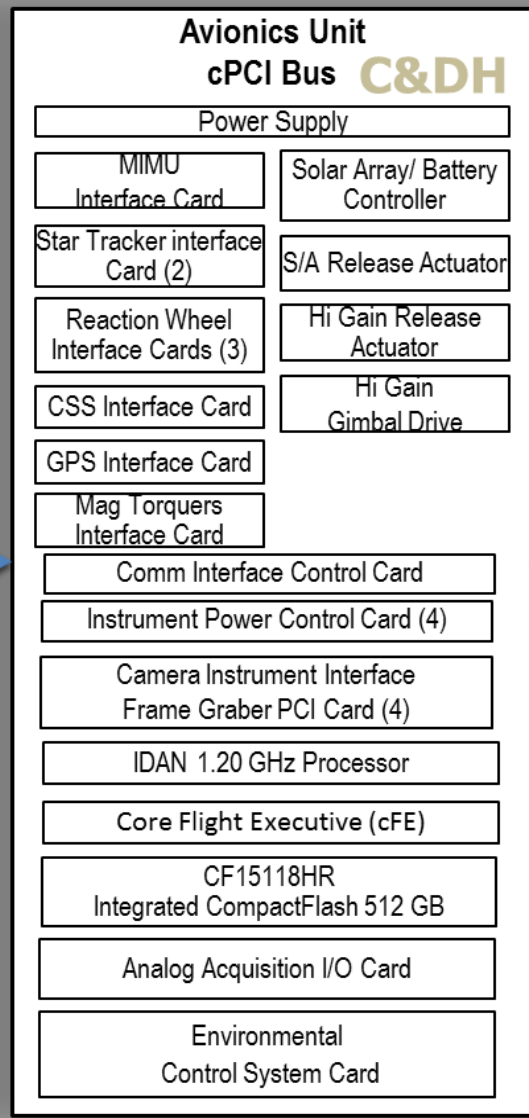 Avionics Unit
cPCI Bus C&DH
Power Supply
MIMU
Interface Card
Solar Array/ Battery
Controller
Star Tracker interface
Card (2)
S/A Release Actuator
Reaction Wheel
Interface Cards (3)
Hi Gain Release
Actuator
CSS Interface Card
Hi Gain
Gimbal Drive
GPS Interface Card
Mag Torquers
Interface Card
Comm Interface Control Card
Instrument Power Control Card (4)
Camera Instrument Interface
Frame Graber PCI Card (4)
IDAN 1.20 GHz Processor
Core Flight Executive (cFE)
CF15118HR
Integrated CompactFlash 512 GB
Analog Acquisition I/O Card
Environmental
Control System Card